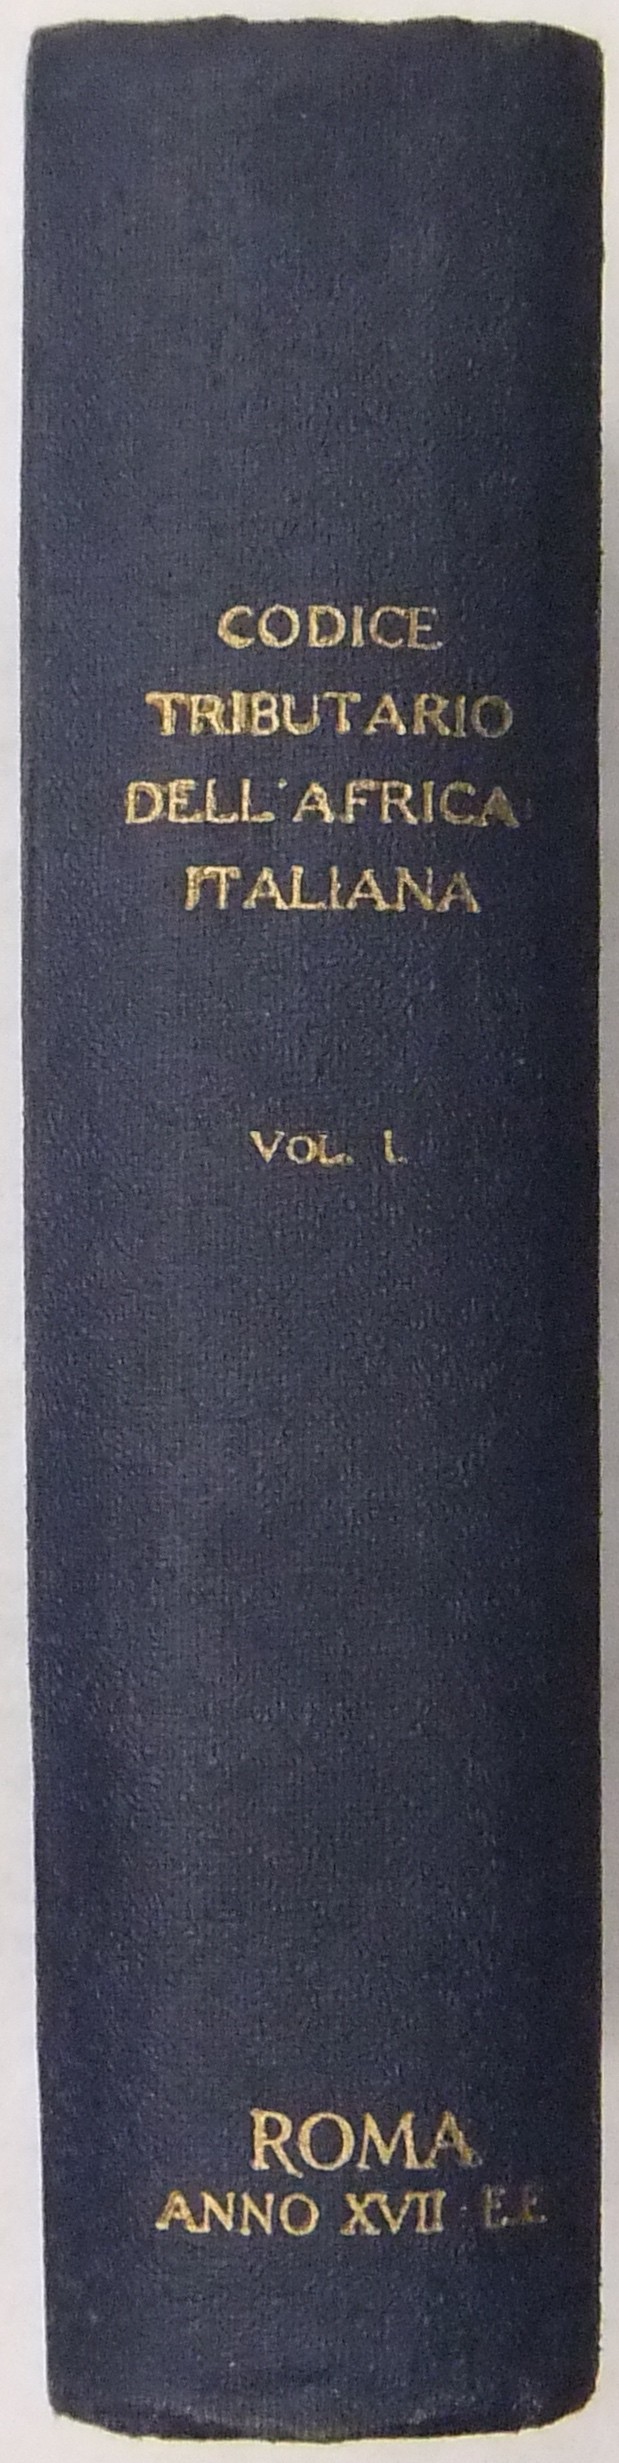 CODICE
TRIBUTARIO
DELL'AFRICA
ITALIANA
VOL. I.
ROMA
ANNO XVII E.F.